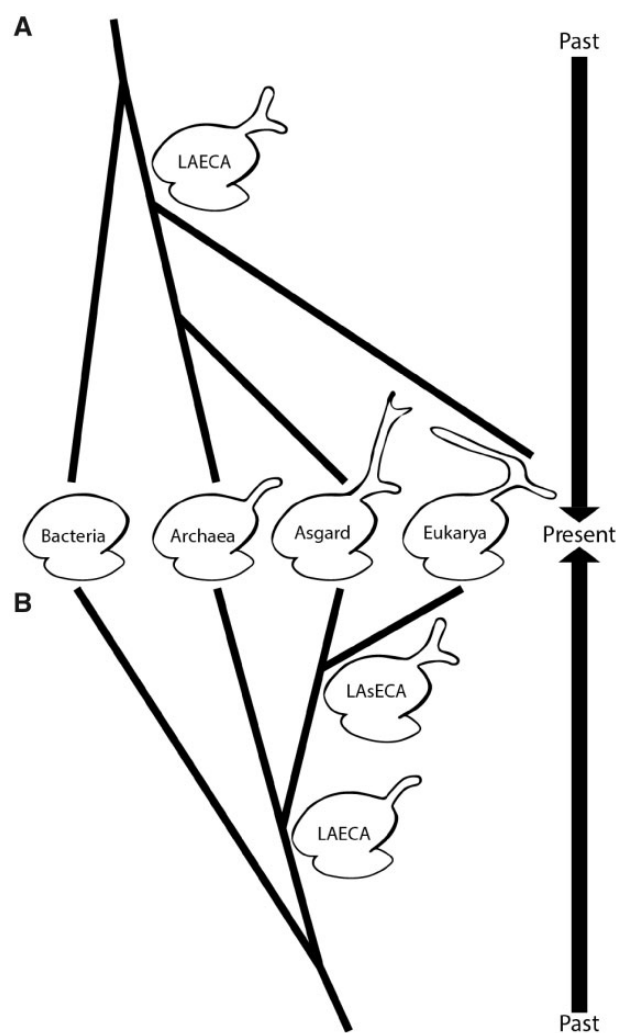 A
Past
LAECA
Bacteria
Archaea
Asgard
Eukarya
Present
B
LAsECA
LAECA
Past